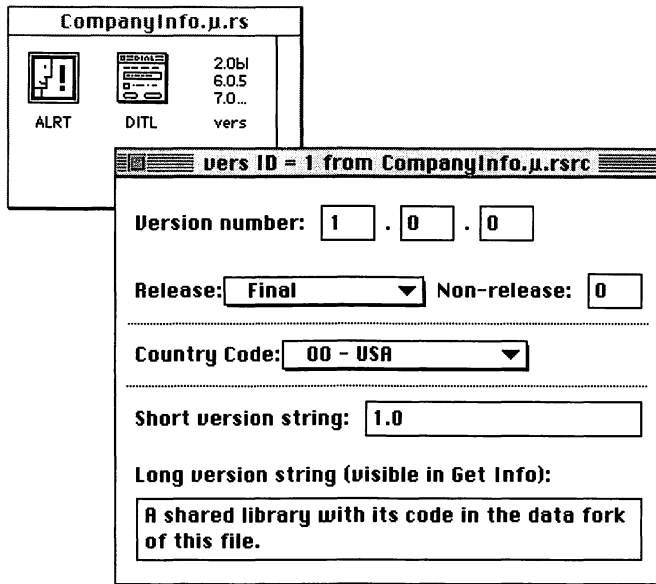 CompanyInfo.µ.rs
2.0b1
6.0.5
7.0...
ALRT DITL vers
vers ID = 1 from CompanyInfo.µ.rsrc
Version number: 1 . 0 . 0
Release: Final Non-release: 0
Country Code: 00 - USA
Short version string: 1.0
Long version string (visible in Get Info):
A shared library with its code in the data fork
of this file.